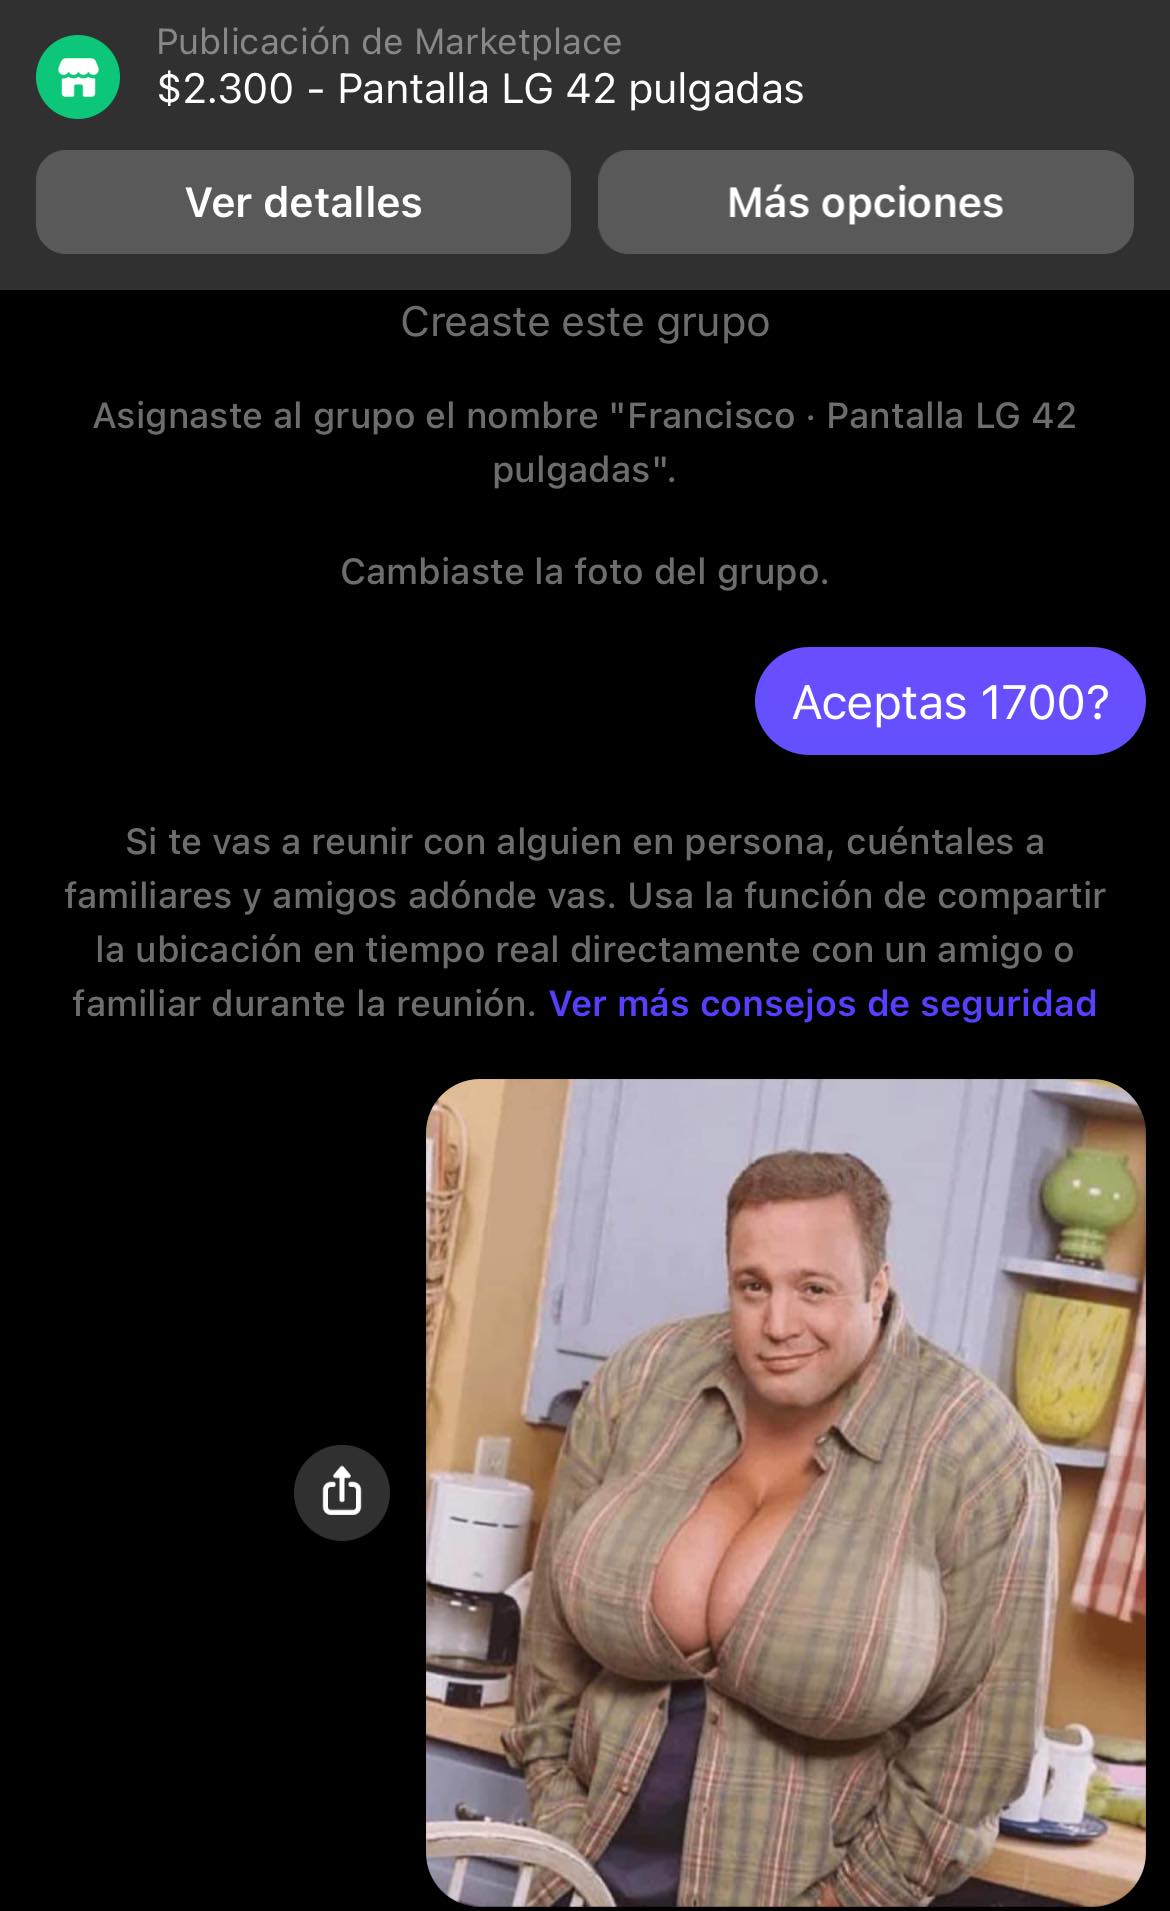 Publicación de Marketplace
$2.300 - Pantalla LG 42 pulgadas
Ver detalles
Más opciones
Creaste este grupo
Asignaste al grupo el nombre "Francisco · Pantalla LG 42
pulgadas".
Cambiaste la foto del grupo.
Aceptas 1700?
Si te vas a reunir con alguien en persona, cuéntales a
familiares y amigos adónde vas. Usa la función de compartir
la ubicación en tiempo real directamente con un amigo o
familiar durante la reunión. Ver más consejos de seguridad